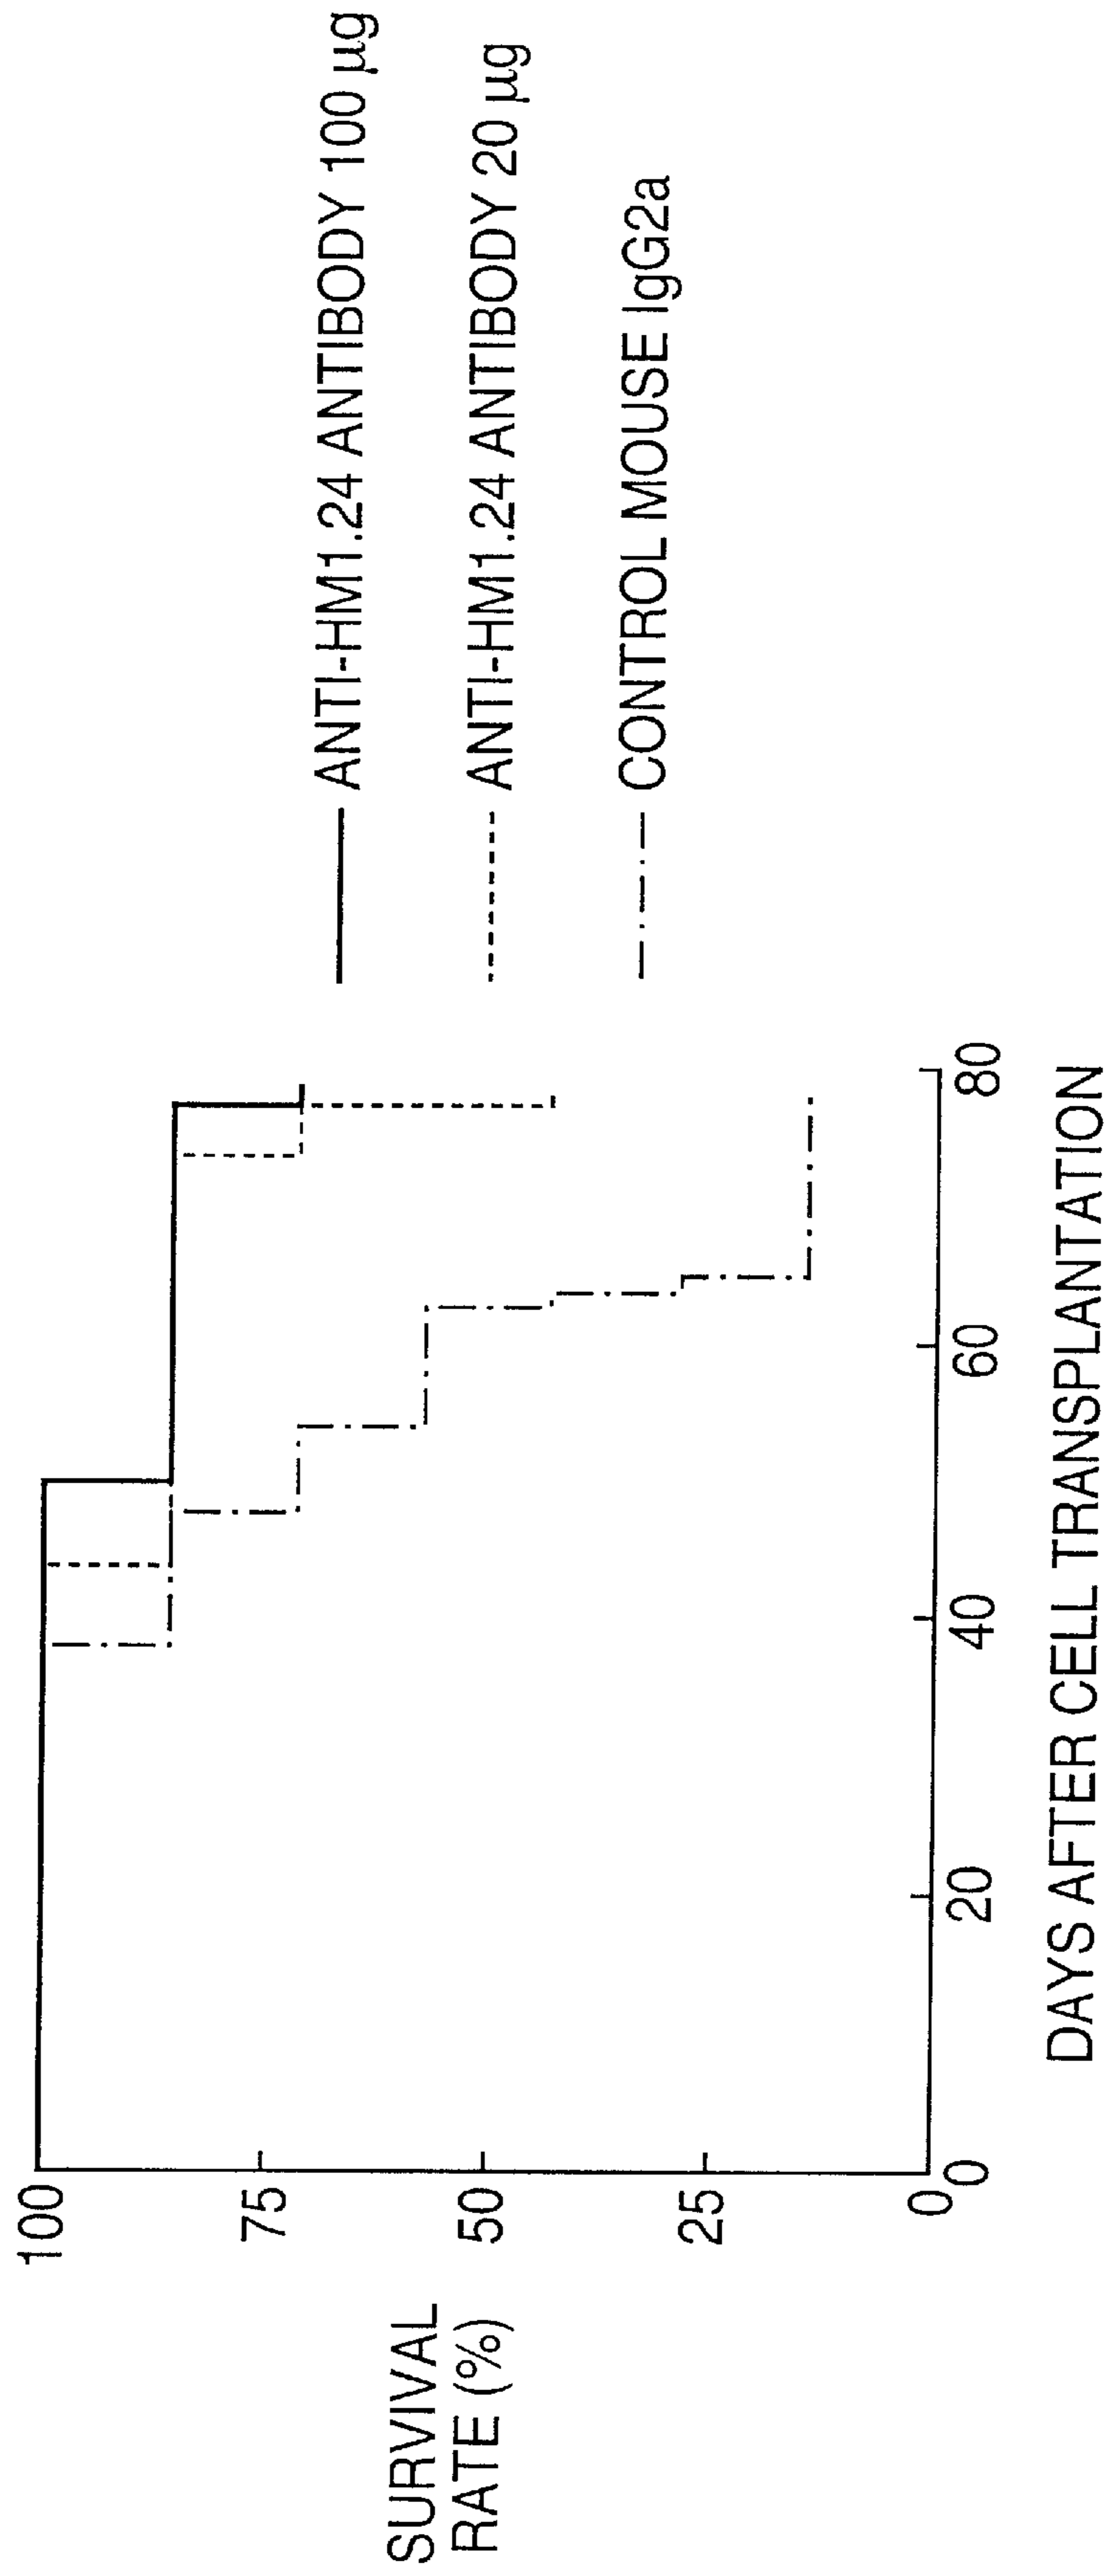 SURVIVAL
RATE (%)
100
75
50
25
0
0
20
40
60
80
DAYS AFTER CELL TRANSPLANTATION
ANTI-HM1.24 ANTIBODY 100 μg
ANTI-HM1.24 ANTIBODY 20 μg
CONTROL MOUSE IgG2a